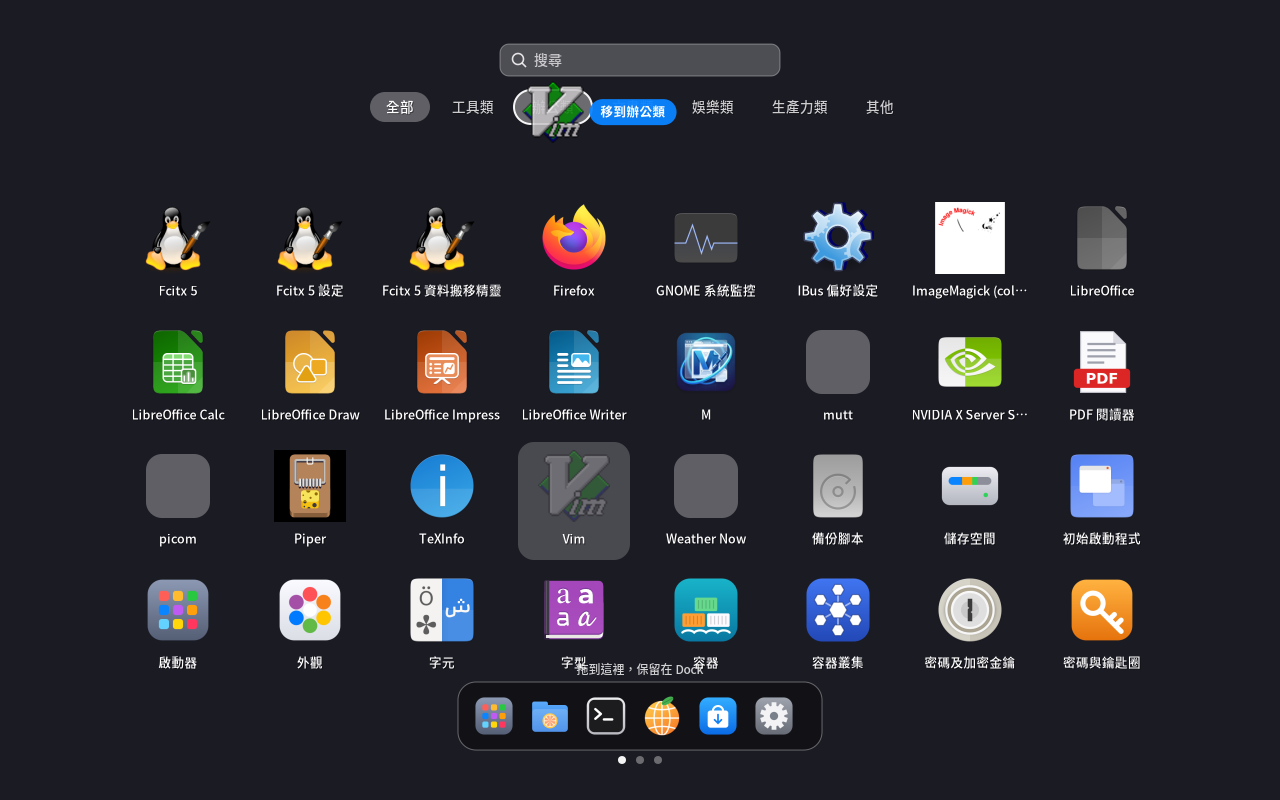 搜尋
全部
工具類
移到辦公類
娛樂類
生產力類
其他
Fcitx 5
Fcitx 5 設定
Fcitx 5 資料搬移精靈
Firefox
GNOME 系統監控
IBus 偏好設定
Image Magick
ImageMagick (col…
LibreOffice
LibreOffice Calc
LibreOffice Draw
LibreOffice Impress
LibreOffice Writer
M
mutt
NVIDIA X Server S…
PDF
PDF 閱讀器
picom
Piper
TeXInfo
Vim
Weather Now
備份腳本
儲存空間
初始啟動程式
啟動器
外觀
字元
字型
容器
容器叢集
密碼及加密金鑰
密碼與鑰匙圈
拖到這裡，保留在 Dock